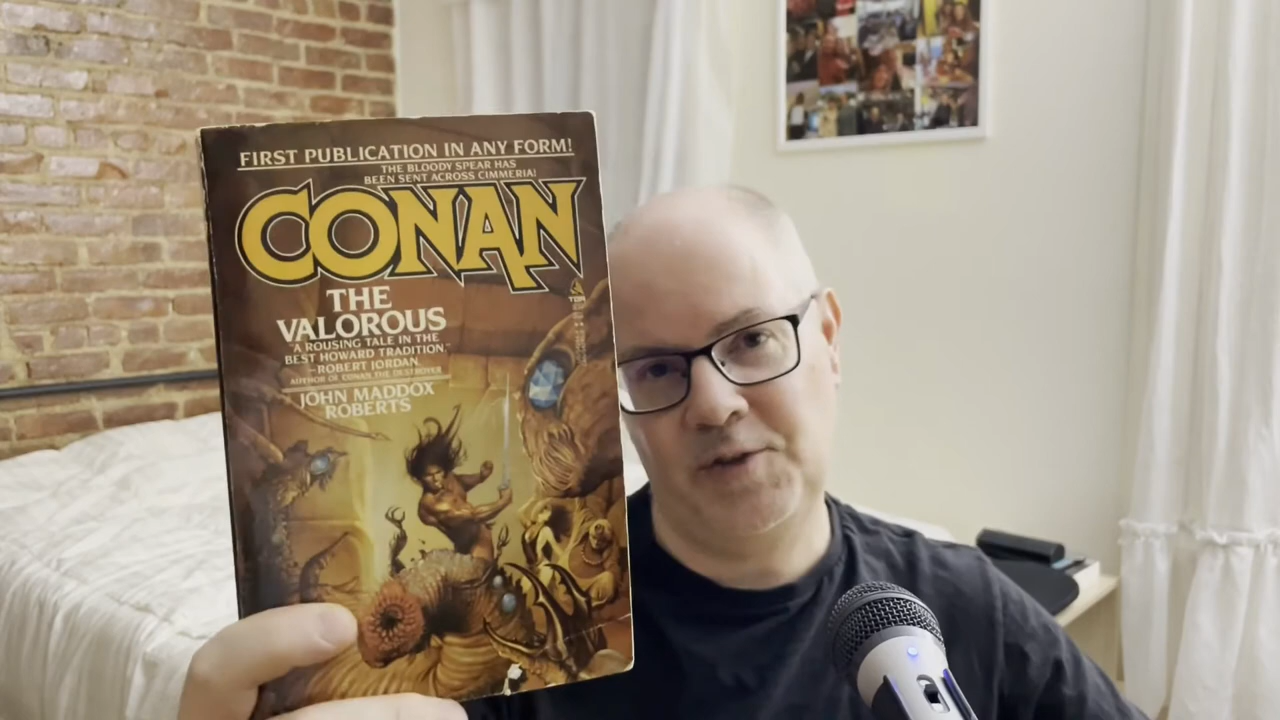 FIRST PUBLICATION IN ANY FORM!
THE BLOODY SPEAR HAS
BEEN SENT ACROSS CIMMERIA!
CONAN
THE
VALOROUS
"A ROUSING TALE IN THE
BEST HOWARD TRADITION."
—ROBERT JORDAN
AUTHOR OF CONAN THE DESTROYER
JOHN MADDOX
ROBERTS
TOR